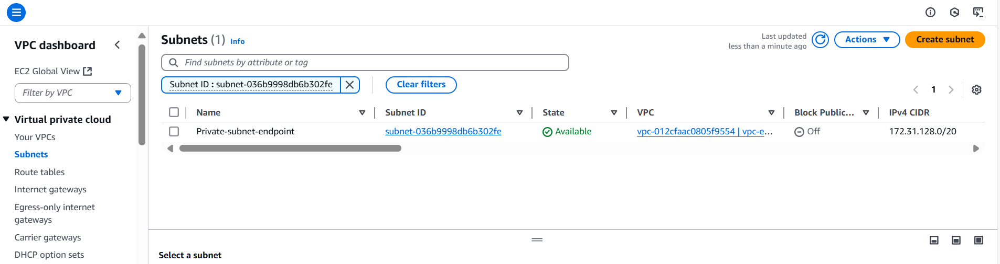 VPC dashboard
EC2 Global View
Filter by VPC
Virtual private cloud
Your VPCs
Subnets
Route tables
Internet gateways
Egress-only internet
gateways
Carrier gateways
DHCP option sets
Subnets (1) Info
Last updated
less than a minute ago
Actions
Create subnet
Find subnets by attribute or tag
Subnet ID : subnet-036b9998db6b302fe
Clear filters
1
Name Subnet ID State VPC Block Public... IPv4 CIDR
Private-subnet-endpoint subnet-036b9998db6b302fe Available vpc-012cfaac0805f9554 | vpc-e... Off 172.31.128.0/20
Select a subnet